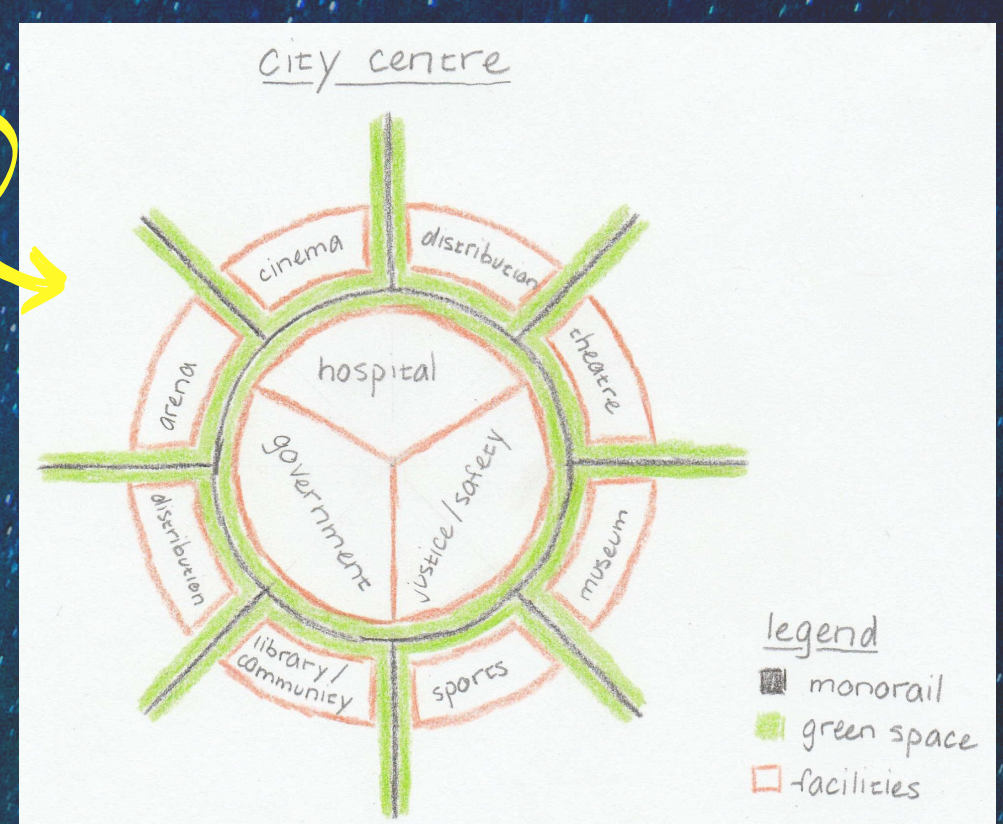 city centre
cinema
distribution
arena
theatre
hospital
government
justice/safety
distribution
museum
library/
community
sports
legend
monorail
green space
facilities